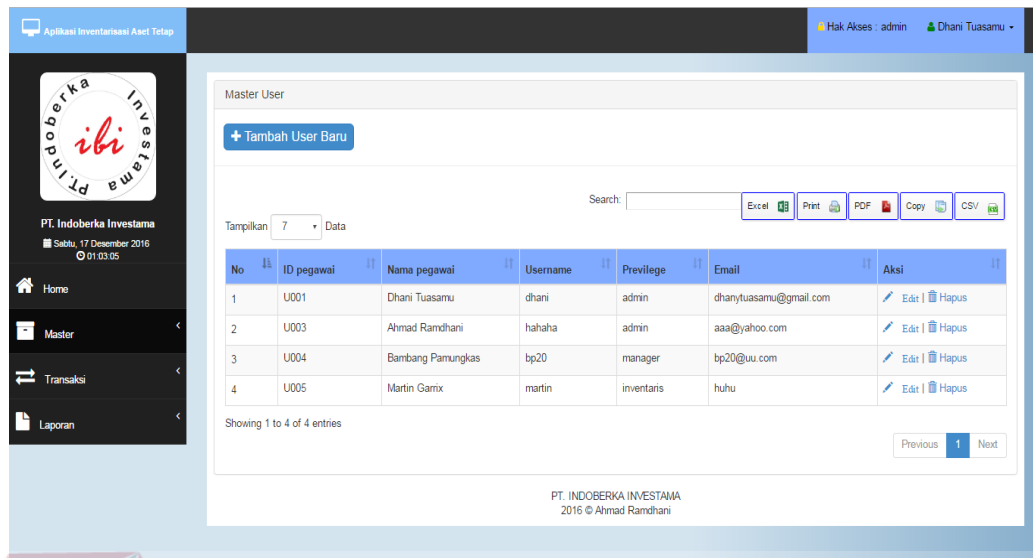 Aplikasi Inventarisasi Aset Tetap
Hak Akses : admin
Dhani Tuasamu
PT.Indoberka Investama
ibi
PT. Indoberka Investama
Sabtu, 17 Desember 2016
01:03:05
Home
Master
Transaksi
Laporan
Master User
Tambah User Baru
Search:
Excel Print PDF Copy CSV
Tampilkan 7 Data
No ID pegawai Nama pegawai Username Previlege Email Aksi
1 U001 Dhani Tuasamu dhani admin dhanytuasamu@gmail.com Edit | Hapus
2 U003 Ahmad Ramdhani hahaha admin aaa@yahoo.com Edit | Hapus
3 U004 Bambang Pamungkas bp20 manager bp20@uu.com Edit | Hapus
4 U005 Martin Garrix martin inventaris huhu Edit | Hapus
Showing 1 to 4 of 4 entries
Previous 1 Next
PT. INDOBERKA INVESTAMA
2016 © Ahmad Ramdhani